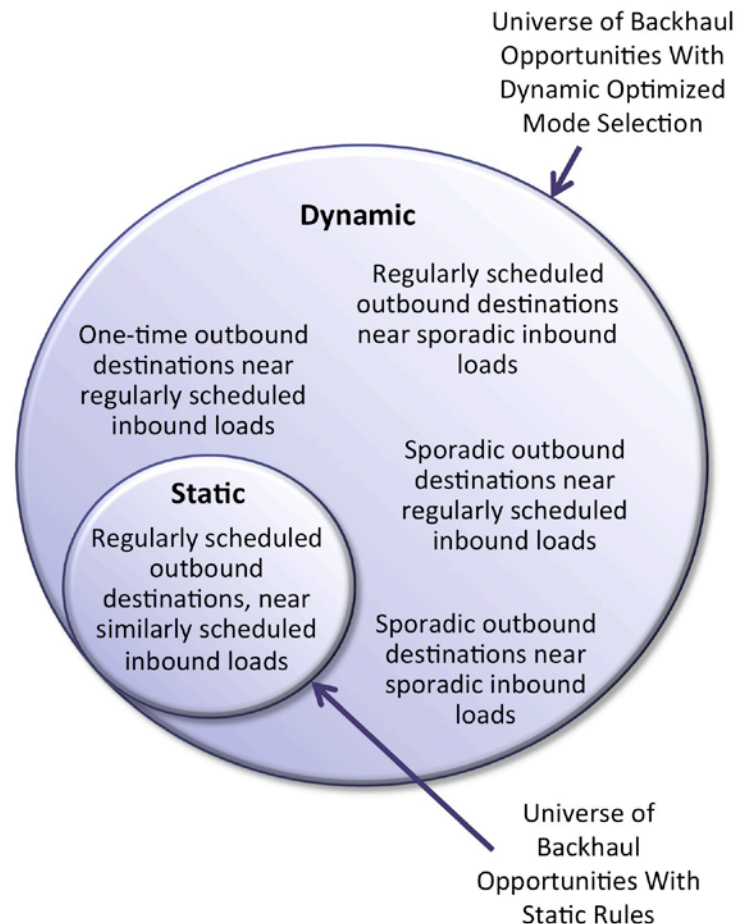 Universe of Backhaul
Opportunities With
Dynamic Optimized
Mode Selection
Dynamic
Regularly scheduled
outbound destinations
near sporadic inbound
loads
One-time outbound
destinations near
regularly scheduled
inbound loads
Sporadic outbound
destinations near
regularly scheduled
inbound loads
Static
Regularly scheduled
outbound
destinations, near
similarly scheduled
inbound loads
Sporadic outbound
destinations near
sporadic inbound
loads
Universe of
Backhaul
Opportunities With
Static Rules